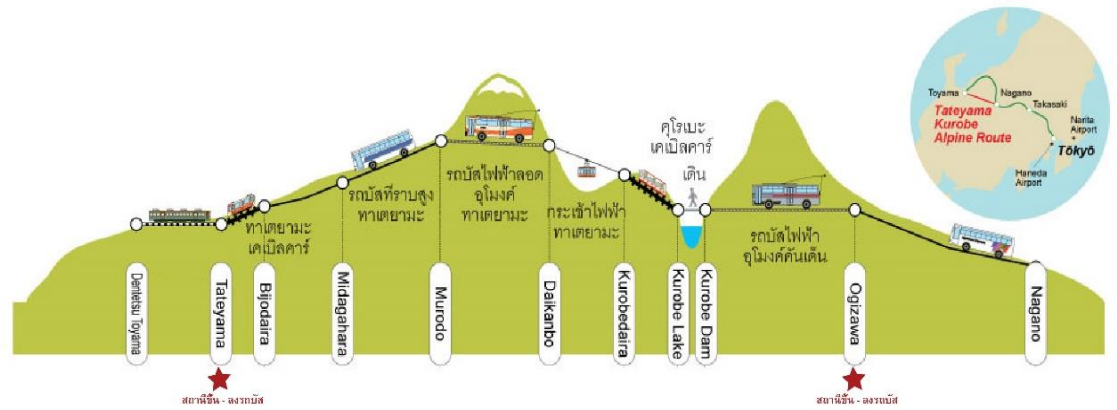 Toyama
Nagano
Takasaki
Tateyama
Kurobe
Alpine Route
Narita
Airport
Tōkyō
Haneda
Airport
คุโรเบะ
เคเบิลคาร์
เดิน
รถบัสไฟฟ้าลอด
อุโมงค์
ทาเตยามะ
รถบัสที่ราบสูง
ทาเตยามะ
กระเช้าไฟฟ้า
ทาเตยามะ
ทาเตยามะ
เคเบิลคาร์
รถบัสไฟฟ้า
อุโมงค์คันเด็น
Dentetsu Toyama
Tateyama
Bijodaira
Midagahara
Murodo
Daikanbo
Kurobedaira
Kurobe Lake
Kurobe Dam
Ogizawa
Nagano
สถานีขึ้น - ลงรถบัส
สถานีขึ้น - ลงรถบัส